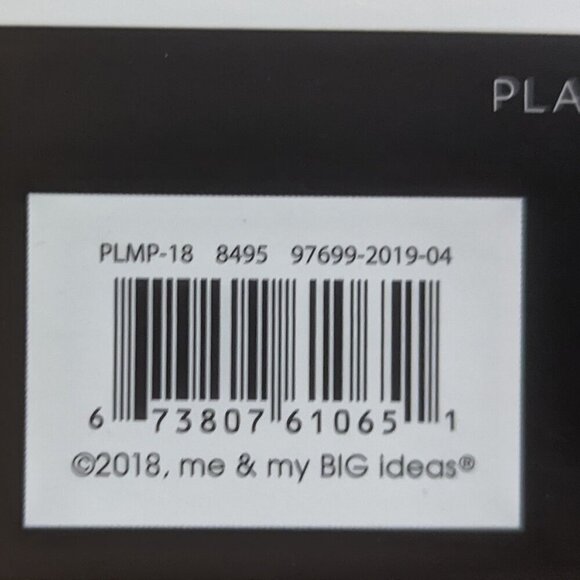 PLA
PLMP-18 8495 97699-2019-04
6 73807 61065 1
©2018, me & my BIG ideas®